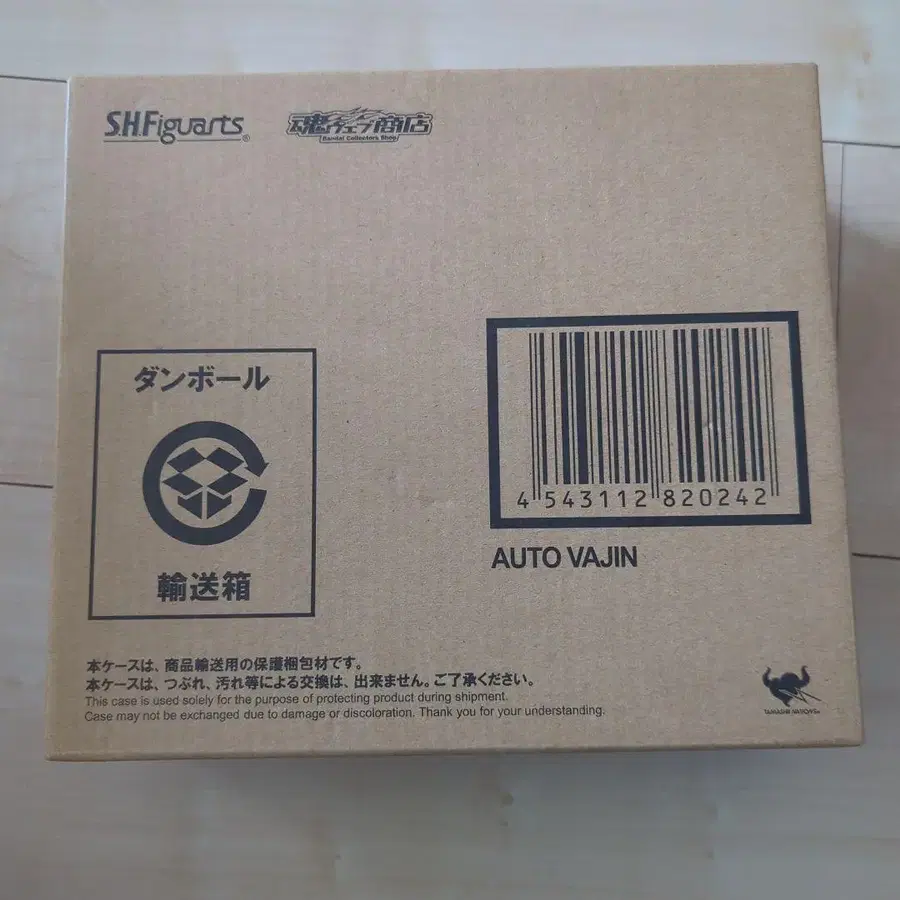 S.H.Figuarts®
魂ウェブ商店
Bandai Collectors Shop
ダンボール
輸送箱
4 543112 820242
AUTO VAJIN
本ケースは、商品輸送用の保護梱包材です。
本ケースは、つぶれ、汚れ等による交換は、出来ません。ご了承ください。
This case is used solely for the purpose of protecting product during shipment.
Case may not be exchanged due to damage or discoloration. Thank you for your understanding.
TAMASHII NATIONS